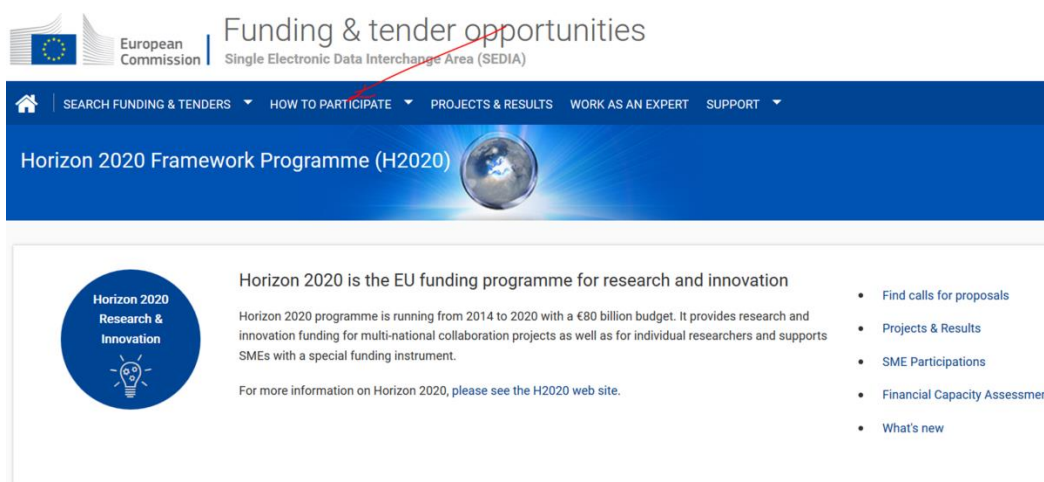 European
Commission
Funding & tender opportunities
Single Electronic Data Interchange Area (SEDIA)
SEARCH FUNDING & TENDERS HOW TO PARTICIPATE PROJECTS & RESULTS WORK AS AN EXPERT SUPPORT
Horizon 2020 Framework Programme (H2020)
Horizon 2020
Research &
Innovation
Horizon 2020 is the EU funding programme for research and innovation
Horizon 2020 programme is running from 2014 to 2020 with a €80 billion budget. It provides research and
innovation funding for multi-national collaboration projects as well as for individual researchers and supports
SMEs with a special funding instrument.
For more information on Horizon 2020, please see the H2020 web site.
Find calls for proposals
Projects & Results
SME Participations
Financial Capacity Assessmen
What's new